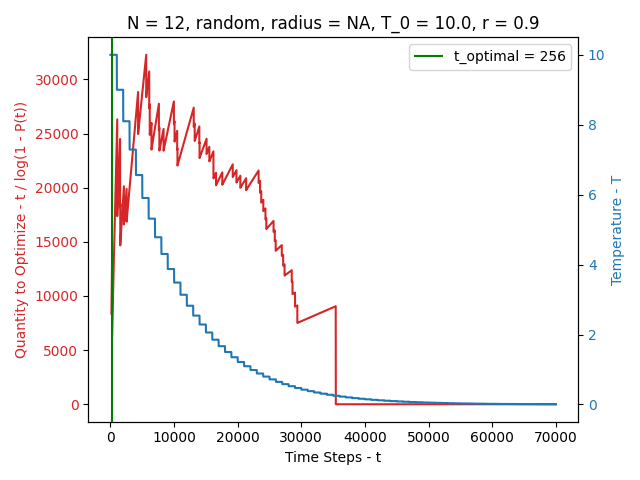 N = 12, random, radius = NA, T_0 = 10.0, r = 0.9
t_optimal = 256
Quantity to Optimize - t / log(1 - P(t))
30000
25000
20000
15000
10000
5000
0
10
8
6
4
2
0
Temperature - T
0 10000 20000 30000 40000 50000 60000 70000
Time Steps - t